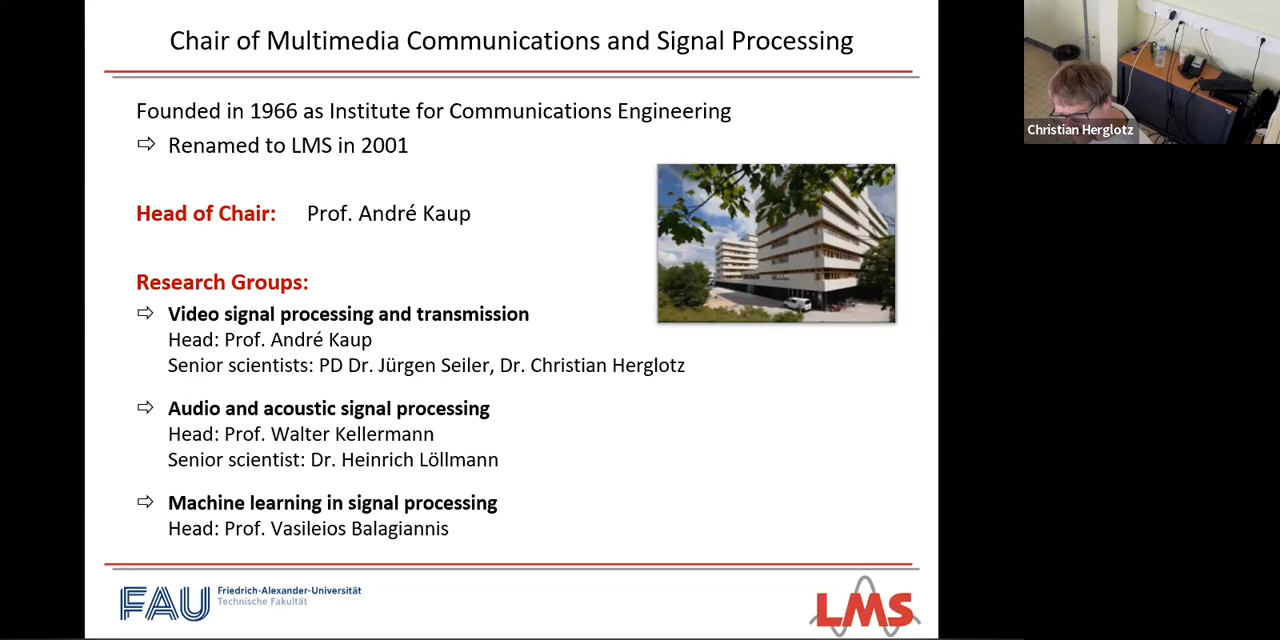 Chair of Multimedia Communications and Signal Processing
Founded in 1966 as Institute for Communications Engineering
⇨ Renamed to LMS in 2001
Head of Chair: Prof. André Kaup
Research Groups:
⇨ Video signal processing and transmission
Head: Prof. André Kaup
Senior scientists: PD Dr. Jürgen Seiler, Dr. Christian Herglotz
⇨ Audio and acoustic signal processing
Head: Prof. Walter Kellermann
Senior scientist: Dr. Heinrich Löllmann
⇨ Machine learning in signal processing
Head: Prof. Vasileios Balagiannis
FAU
Friedrich-Alexander-Universität
Technische Fakultät
LMS
Christian Herglotz